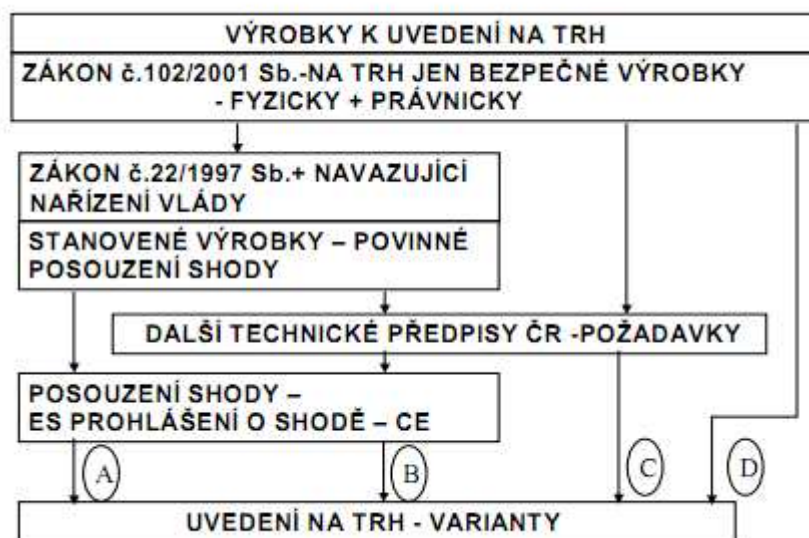 VÝROBKY K UVEDENÍ NA TRH
ZÁKON č.102/2001 Sb.-NA TRH JEN BEZPEČNÉ VÝROBKY
- FYZICKY + PRÁVNICKY
ZÁKON č.22/1997 Sb.+ NAVAZUJÍCÍ
NAŘÍZENÍ VLÁDY
STANOVENÉ VÝROBKY – POVINNÉ
POSOUZENÍ SHODY
DALŠÍ TECHNICKÉ PŘEDPISY ČR -POŽADAVKY
POSOUZENÍ SHODY –
ES PROHLÁŠENÍ O SHODĚ – CE
A
B
C
D
UVEDENÍ NA TRH - VARIANTY